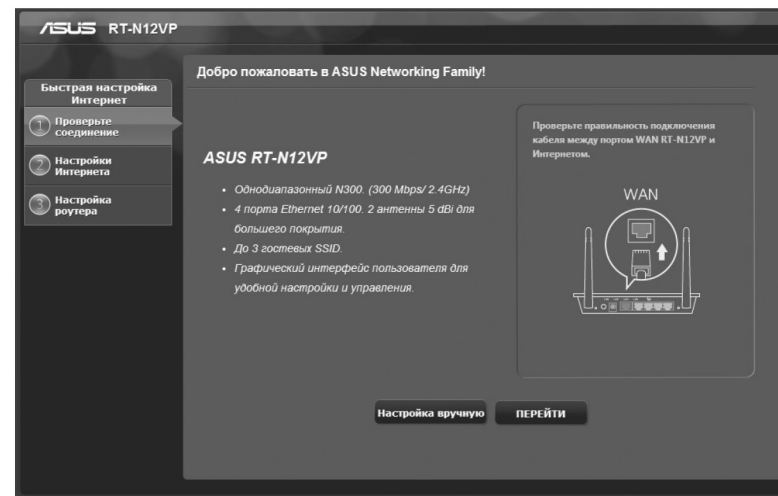 ASUS RT-N12VP
Добро пожаловать в ASUS Networking Family!
Быстрая настройка
Интернет
1 Проверьте
соединение
2 Настройки
Интернета
3 Настройка
роутера
ASUS RT-N12VP
• Однодиапазонный N300. (300 Mbps/ 2.4GHz)
• 4 порта Ethernet 10/100. 2 антенны 5 dBi для
большего покрытия.
• До 3 гостевых SSID.
• Графический интерфейс пользователя для
удобной настройки и управления.
Проверьте правильность подключения
кабеля между портом WAN RT-N12VP и
Интернетом.
WAN
Настройка вручную
ПЕРЕЙТИ